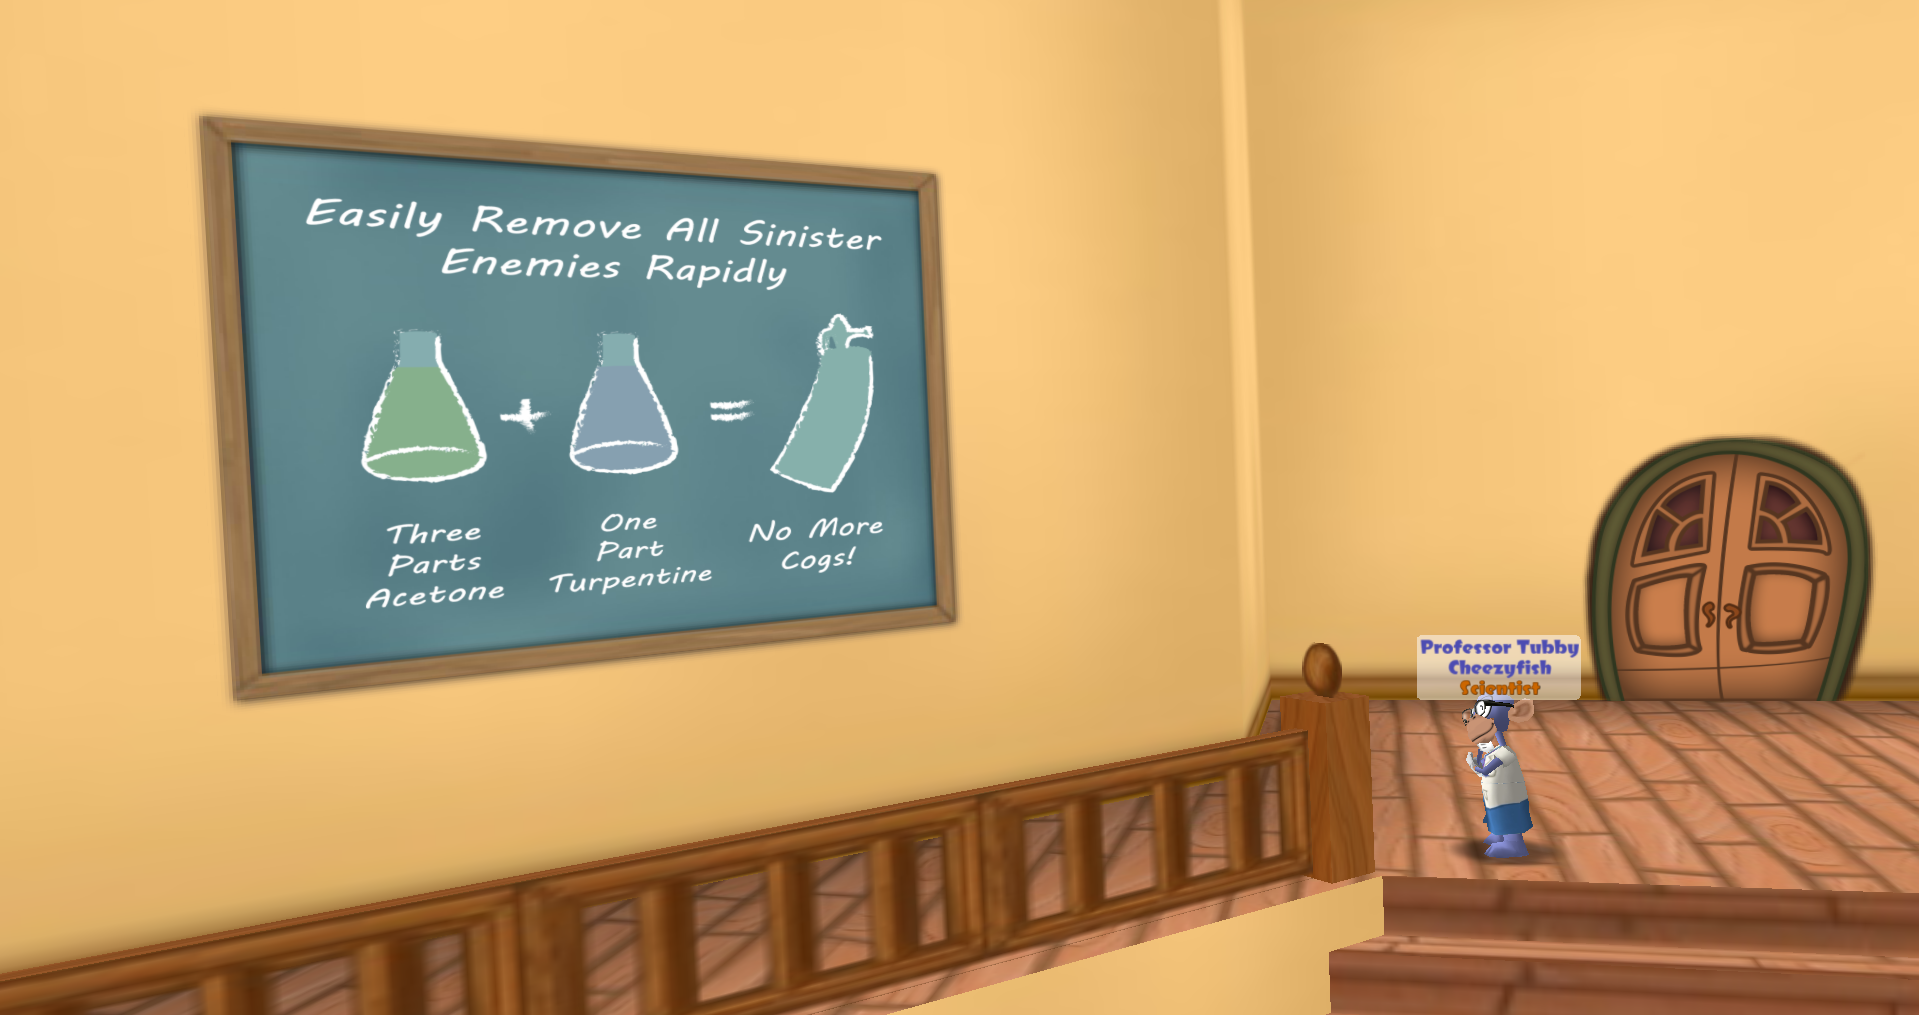 Easily Remove All Sinister
Enemies Rapidly
Three
Parts
Acetone
One
Part
Turpentine
No More
Cogs!
Professor Tubby
Cheezyfish
Scientist